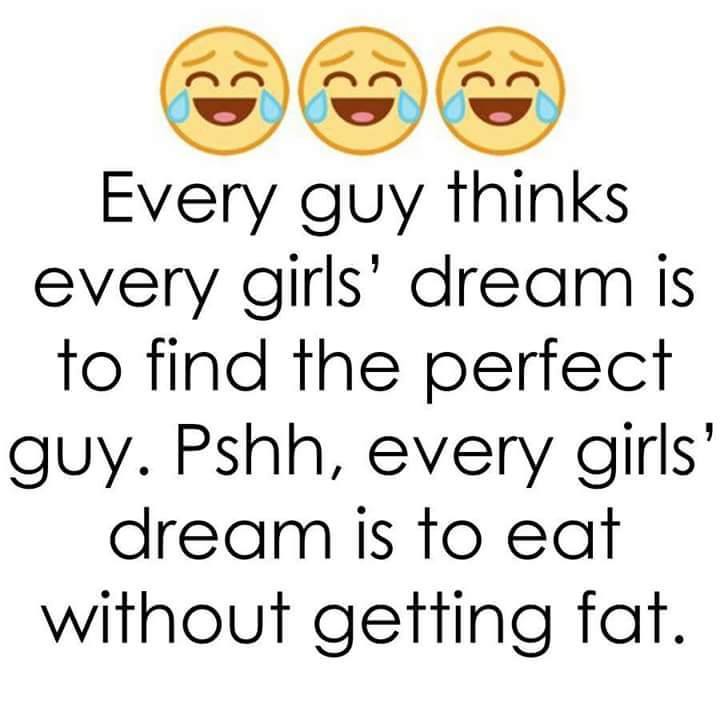 Every guy thinks
every girls’ dream is
to find the perfect
guy. Pshh, every girls’
dream is to eat
without getting fat.